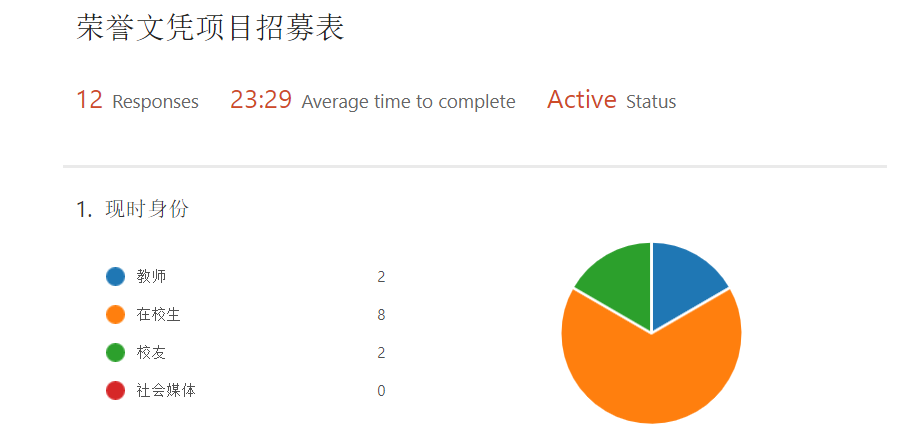 荣誉文凭项目招募表
12 Responses 23:29 Average time to complete Active Status
1. 现时身份
教师 2
在校生 8
校友 2
社会媒体 0